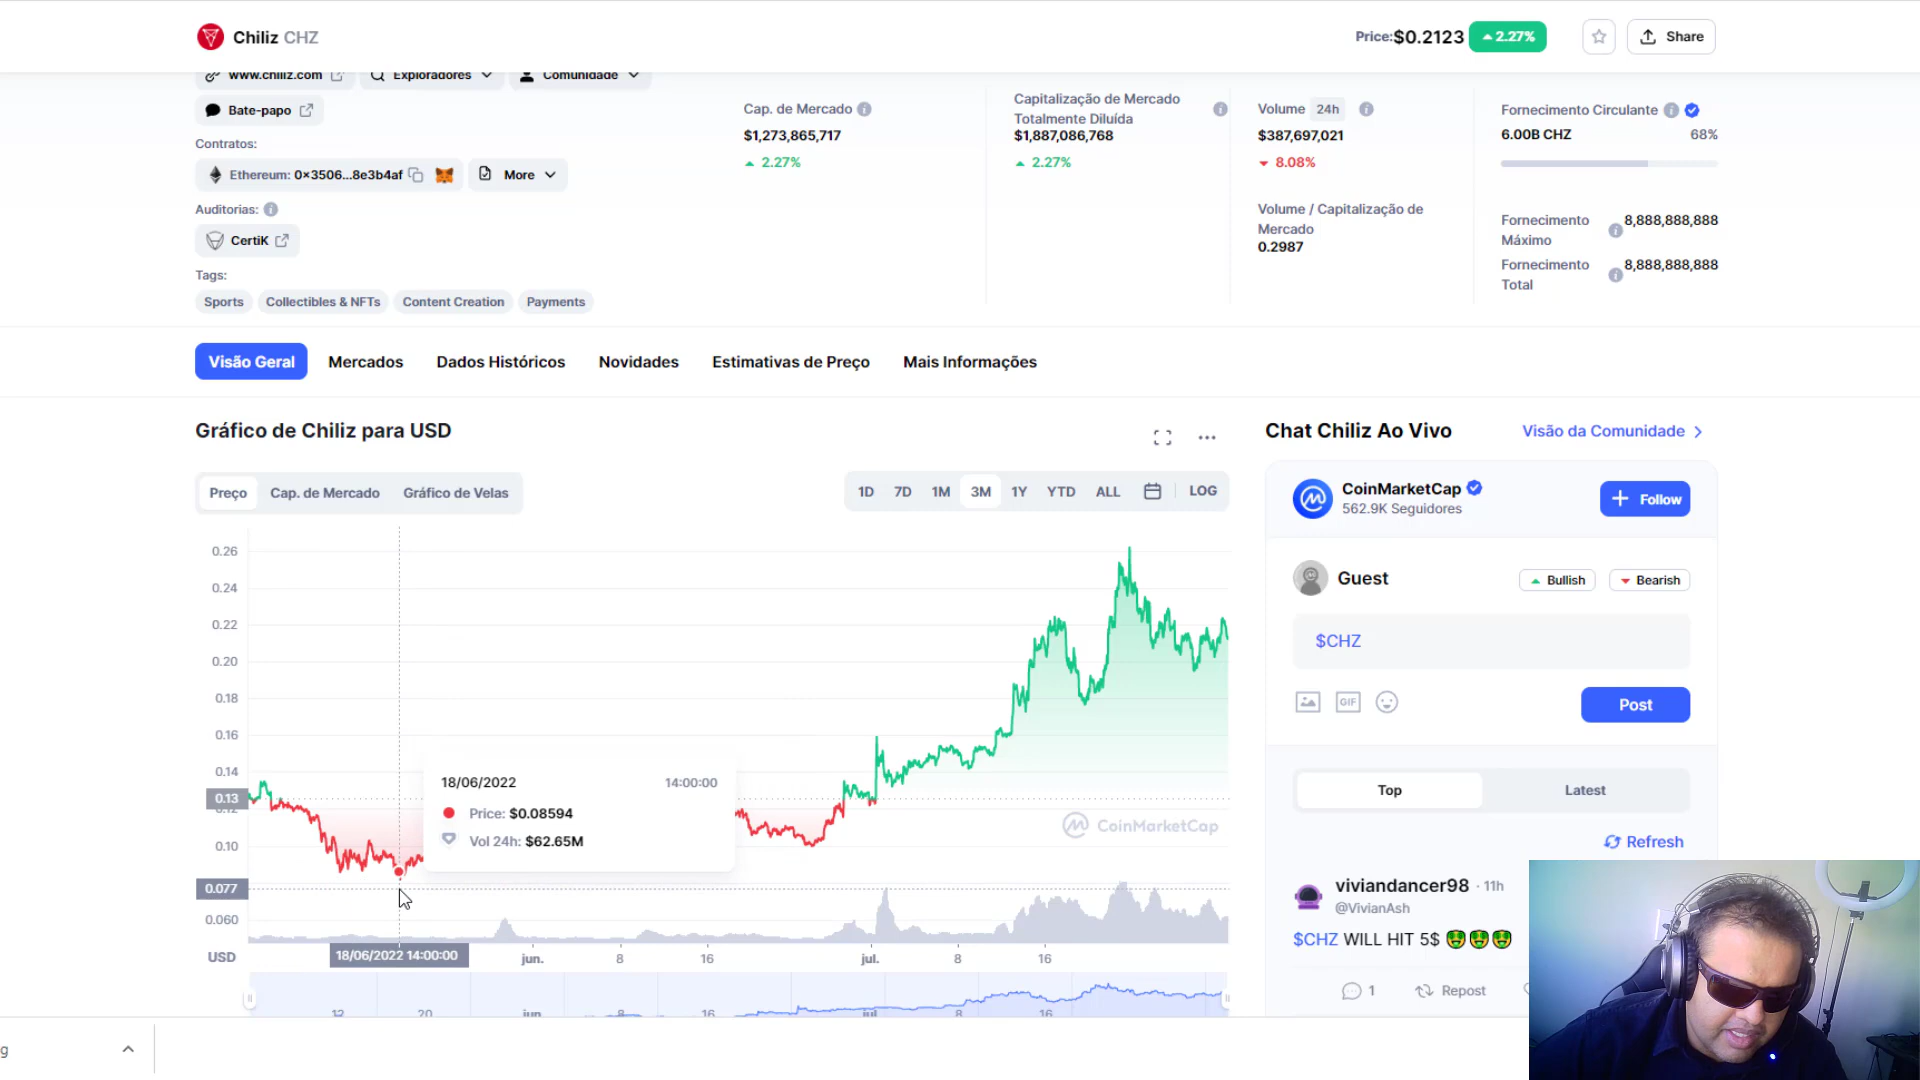 Chiliz CHZ
Price:$0.2123 2.27%
Share
www.chiliz.com
Exploradores
Comunidade
Bate-papo
Contratos:
Ethereum: 0x3506...8e3b4af
More
Auditorias:
CertiK
Tags:
Sports
Collectibles & NFTs
Content Creation
Payments
Cap. de Mercado
$1,273,865,717
2.27%
Capitalização de Mercado
Totalmente Diluída
$1,887,086,768
2.27%
Volume 24h
$387,697,021
8.08%
Volume / Capitalização de
Mercado
0.2987
Fornecimento Circulante
6.00B CHZ 68%
Fornecimento
Máximo
8,888,888,888
Fornecimento
Total
8,888,888,888
Visão Geral
Mercados
Dados Históricos
Novidades
Estimativas de Preço
Mais Informações
Gráfico de Chiliz para USD
Preço
Cap. de Mercado
Gráfico de Velas
1D 7D 1M 3M 1Y YTD ALL LOG
0.26
0.24
0.22
0.20
0.18
0.16
0.14
0.13
0.10
0.077
0.060
USD
18/06/2022 14:00:00
Price: $0.08594
Vol 24h: $62.65M
CoinMarketCap
18/06/2022 14:00:00
jun. 8 16 jul. 8 16
20 jun 8 16 jul 8 16
Chat Chiliz Ao Vivo
Visão da Comunidade
CoinMarketCap
562.9K Seguidores
Follow
Guest
Bullish
Bearish
$CHZ
GIF
Post
Top
Latest
Refresh
viviandancer98 · 11h
@VivianAsh
$CHZ WILL HIT 5$
1
Repost
g